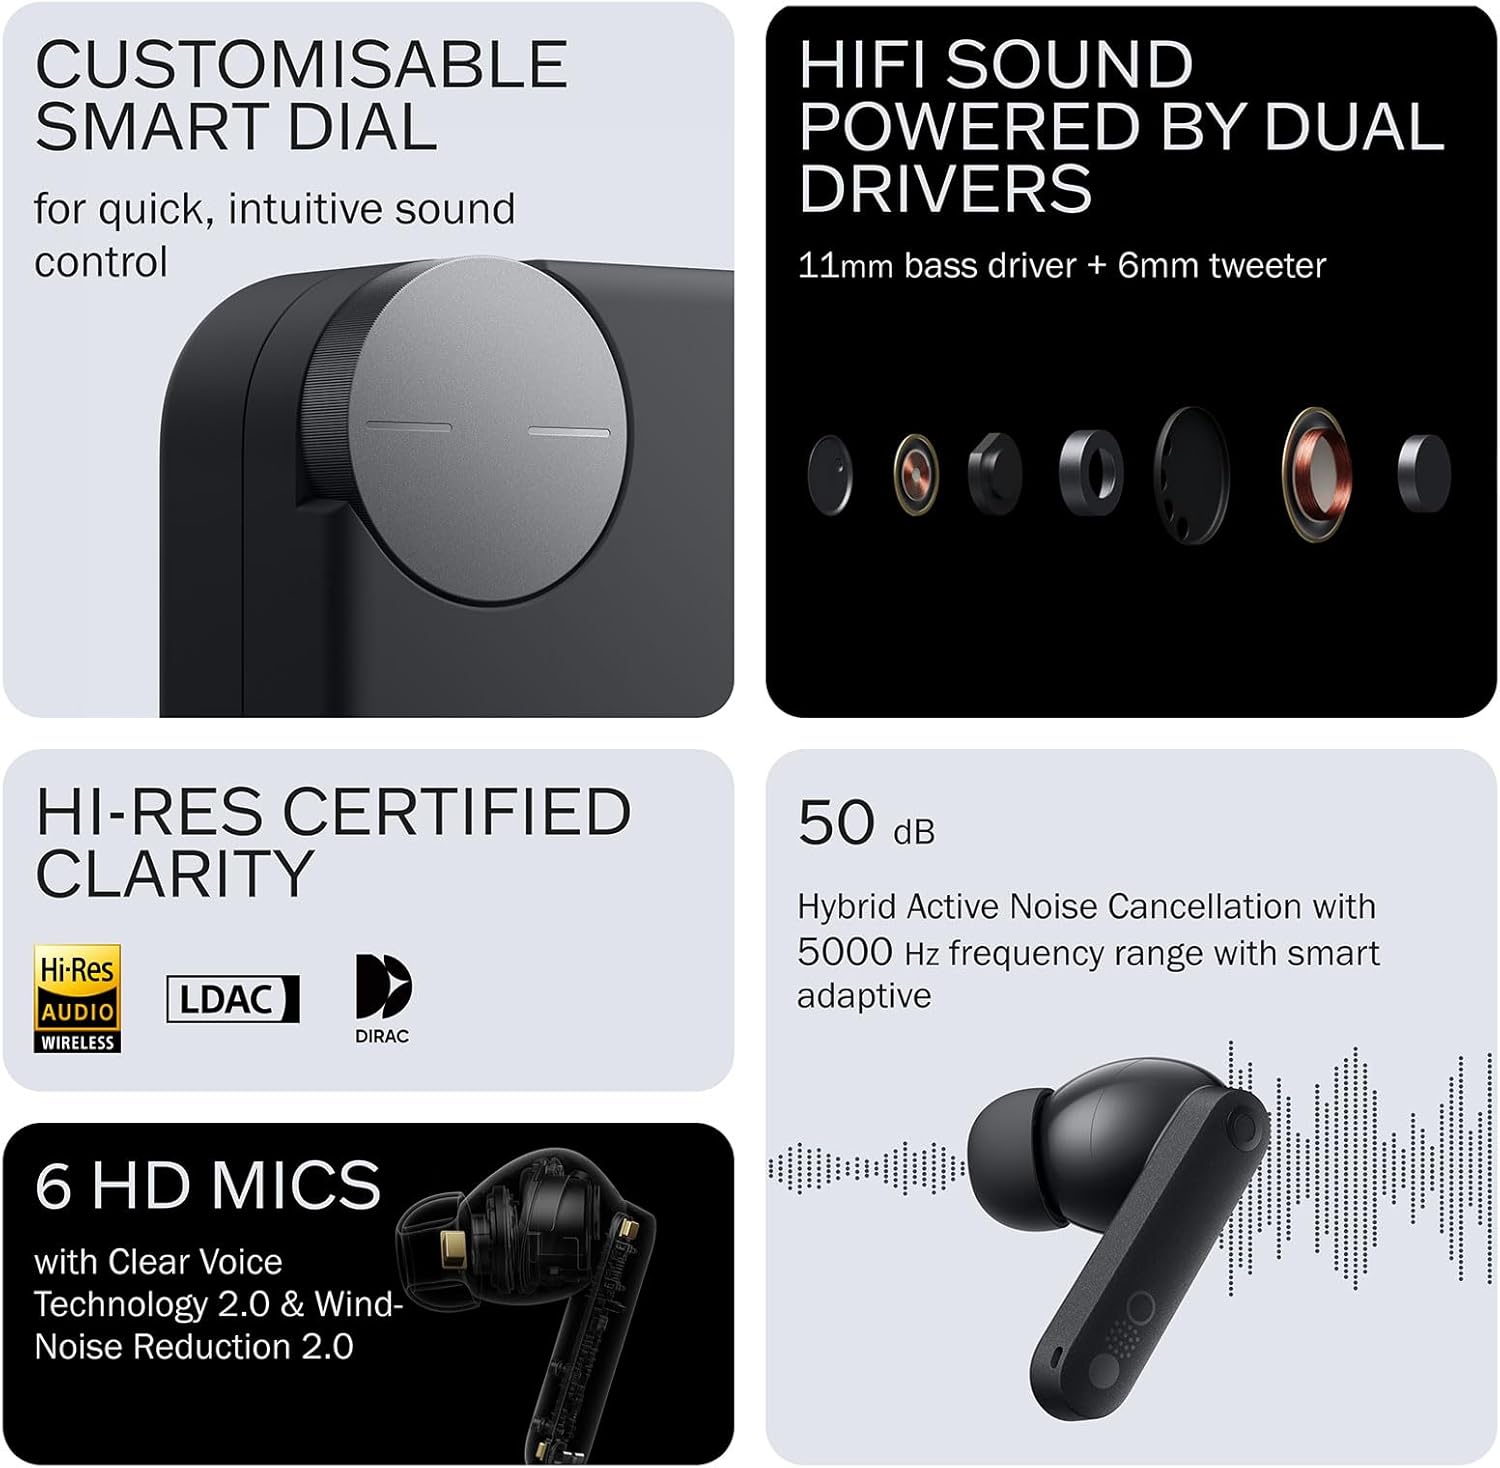 CUSTOMISABLE
SMART DIAL
for quick, intuitive sound
control
HIFI SOUND
POWERED BY DUAL
DRIVERS
11mm bass driver + 6mm tweeter
HI-RES CERTIFIED
CLARITY
Hi-Res
AUDIO
WIRELESS
LDAC
DIRAC
50 dB
Hybrid Active Noise Cancellation with
5000 Hz frequency range with smart
adaptive
6 HD MICS
with Clear Voice
Technology 2.0 & Wind-
Noise Reduction 2.0